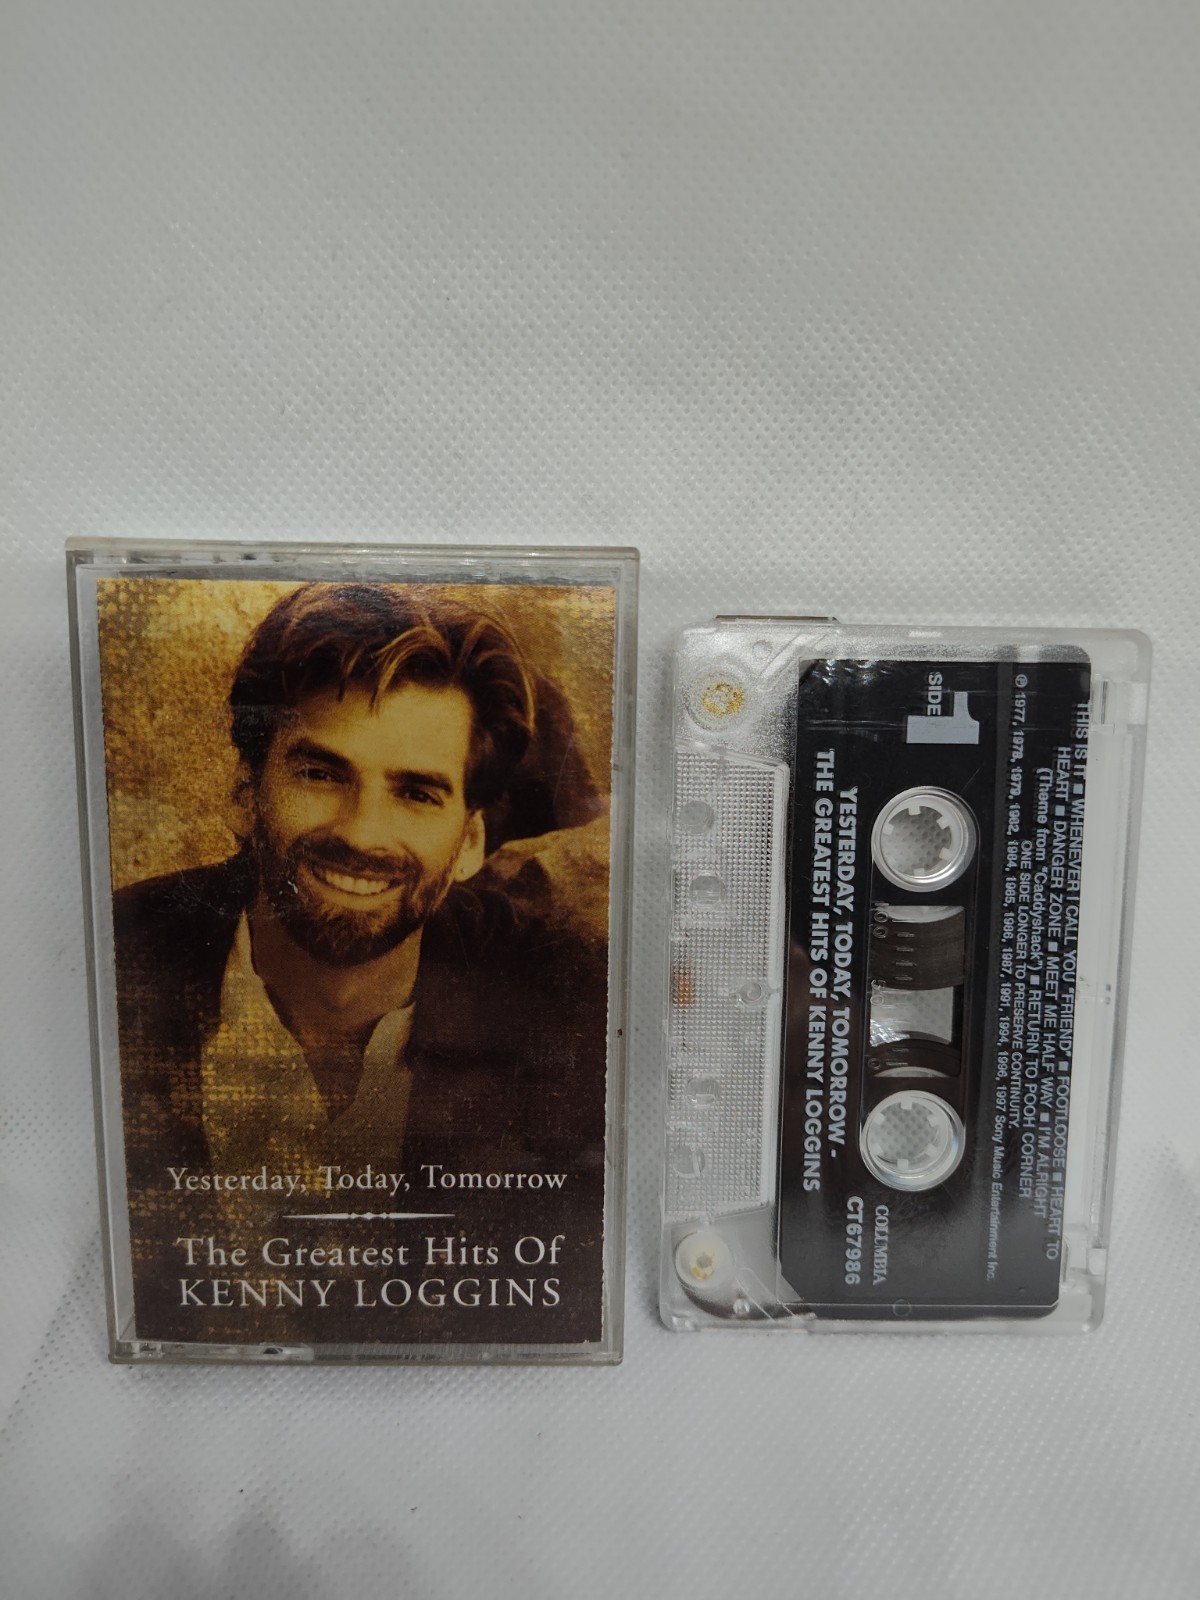 Yesterday, Today, Tomorrow
The Greatest Hits Of
KENNY LOGGINS
THIS IS IT ■ WHENEVER I CALL YOU "FRIEND" ■ FOOTLOOSE ■ HEART TO
HEART ■ DANGER ZONE ■ MEET ME HALF WAY ■ I'M ALRIGHT
(Theme from "Caddyshack") ■ RETURN TO POOH CORNER
ONE SIDE LONGER TO PRESERVE CONTINUITY.
℗ 1977, 1978, 1979, 1982, 1984, 1985, 1986, 1987, 1991, 1994, 1996, 1997 Sony Music Entertainment Inc.
SIDE 1
100 50 0
COLUMBIA
CT67986
YESTERDAY, TODAY, TOMORROW -
THE GREATEST HITS OF KENNY LOGGINS